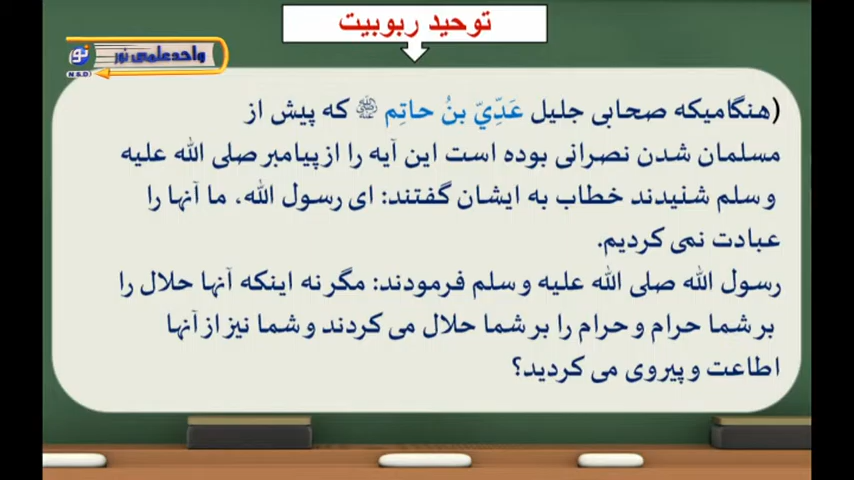 توحید ربوبیت
واحد علمی نور
نور
N.S.D
(هنگامیکه صحابی جلیل عَدِّيّ بنُ حاتِم ﷺ که پیش از
مسلمان شدن نصرانی بوده است این آیه را از پیامبر صلی الله علیه
و سلم شنیدند خطاب به ایشان گفتند: ای رسول الله، ما آنها را
عبادت نمی کردیم.
رسول الله صلی الله علیه و سلم فرمودند: مگر نه اینکه آنها حلال را
بر شما حرام و حرام را بر شما حلال می کردند و شما نیز از آنها
اطاعت و پیروی می کردید؟